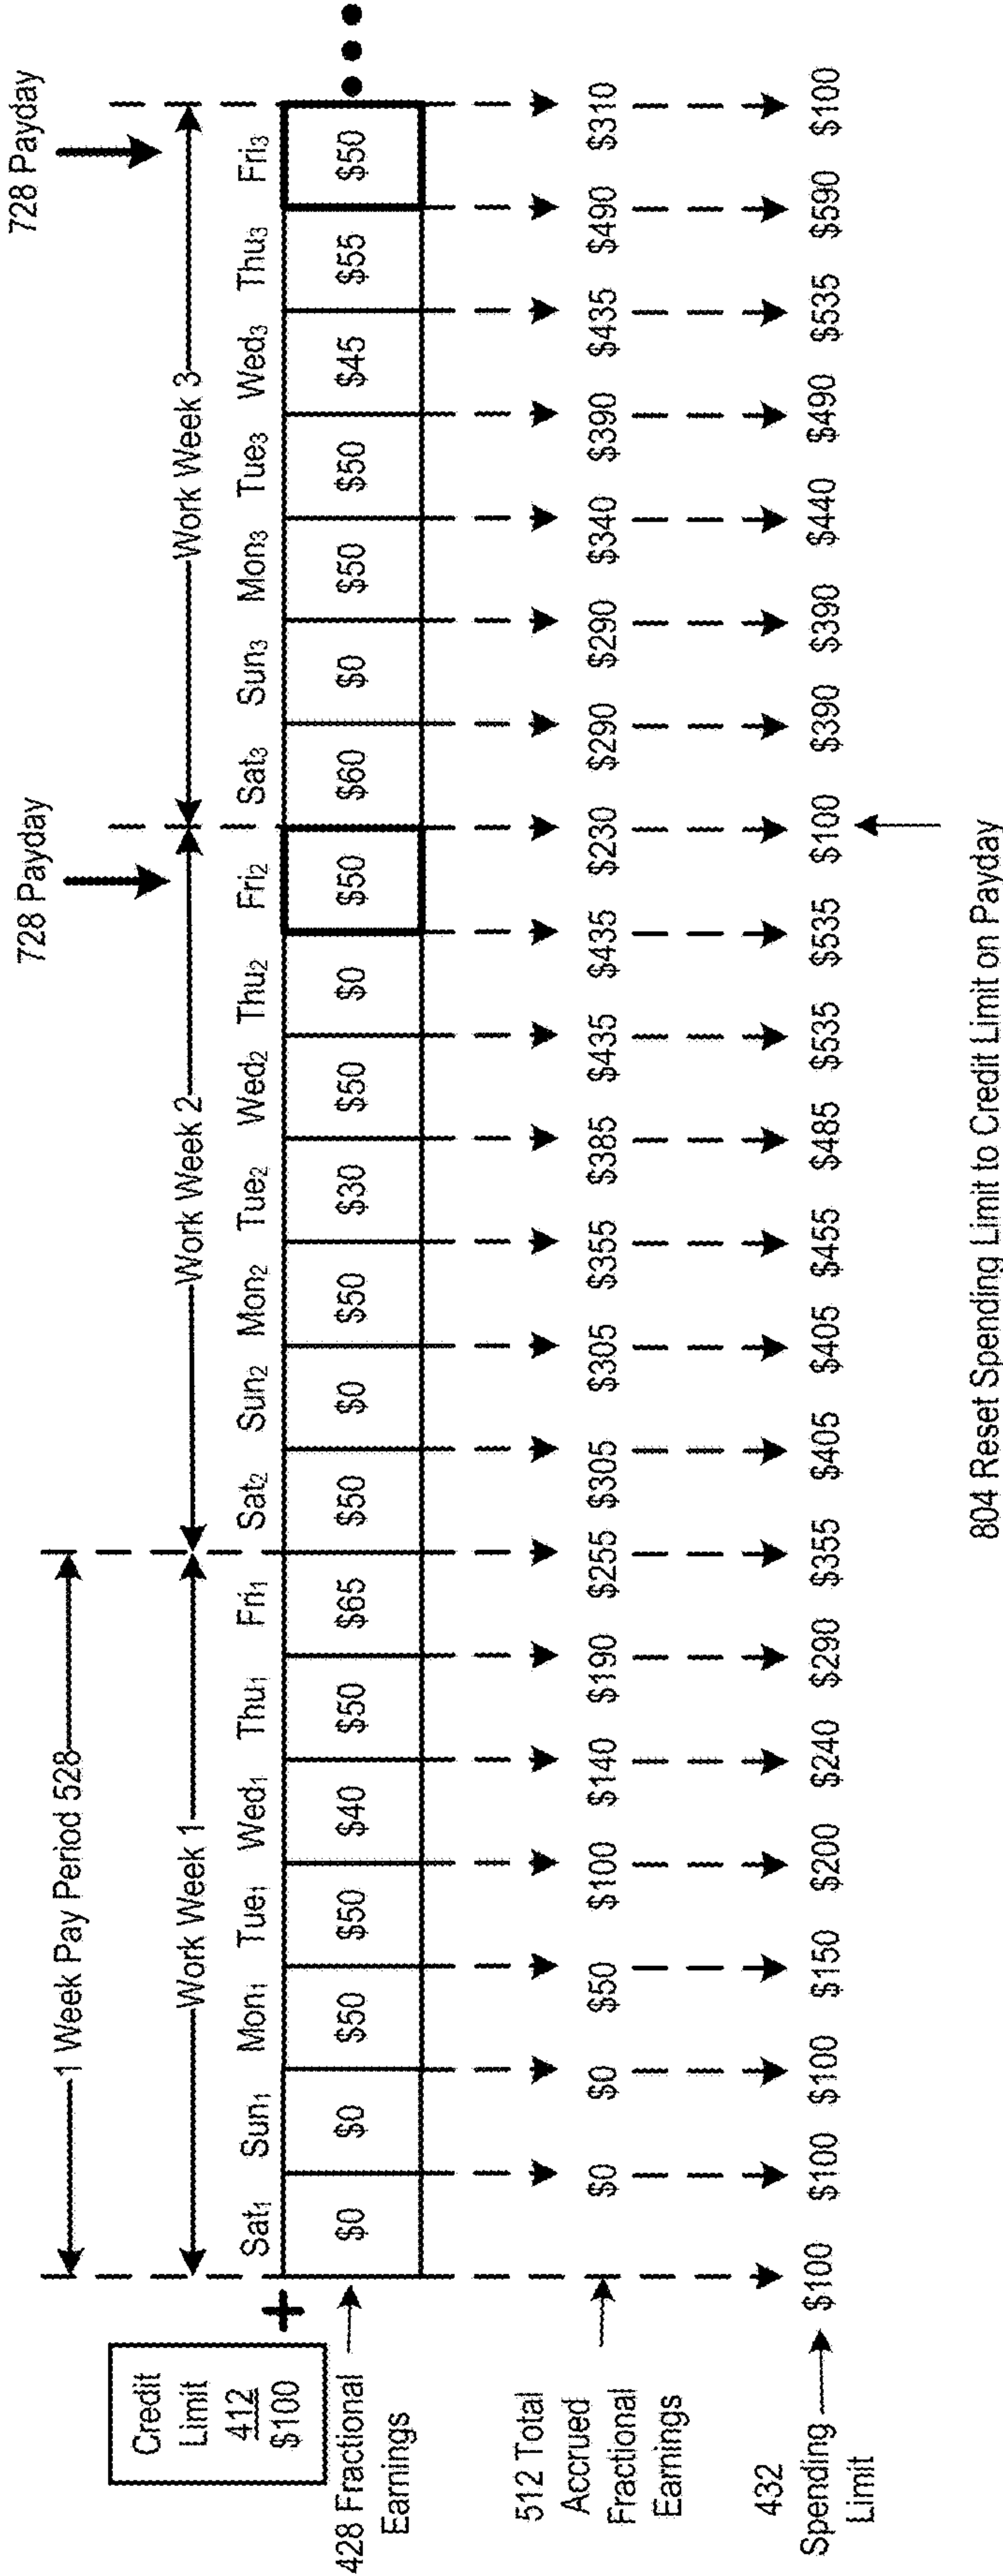 728 Payday
728 Payday
1 Week Pay Period 528
Work Week 1
Work Week 2
Work Week 3
Credit
Limit
412
$100
+
Sat1 Sun1 Mon1 Tue1 Wed1 Thu1 Fri1 Sat2 Sun2 Mon2 Tue2 Wed2 Thu2 Fri2 Sat3 Sun3 Mon3 Tue3 Wed3 Thu3 Fri3
428 Fractional
Earnings
$0 $0 $50 $50 $40 $50 $65 $50 $0 $50 $30 $50 $0 $50 $60 $0 $50 $50 $45 $55 $50
512 Total
Accrued
Fractional
Earnings
$0 $0 $50 $100 $140 $190 $255 $305 $305 $355 $385 $435 $435 $230 $290 $290 $340 $390 $435 $490 $310
432
Spending
Limit
$100 $100 $100 $150 $200 $240 $290 $355 $405 $405 $455 $485 $535 $535 $100 $390 $390 $440 $490 $535 $590 $100
804 Reset Spending Limit to Credit Limit on Payday